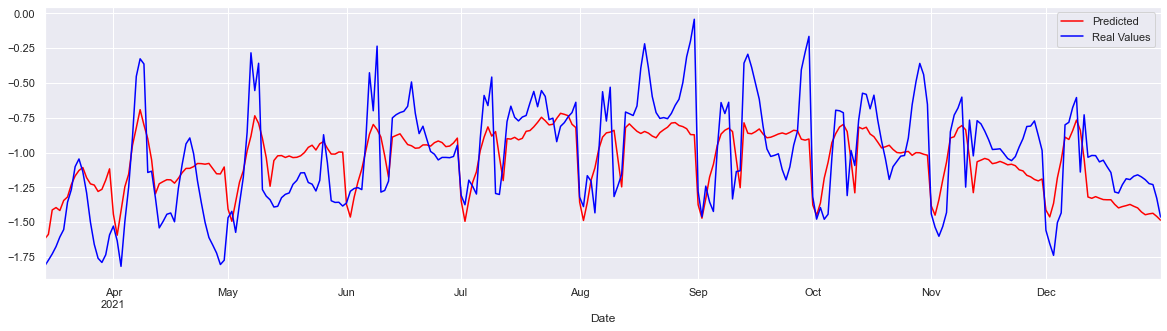 0.00
−0.25
−0.50
−0.75
−1.00
−1.25
−1.50
−1.75
Predicted
Real Values
Apr
2021
May
Jun
Jul
Aug
Sep
Oct
Nov
Dec
Date